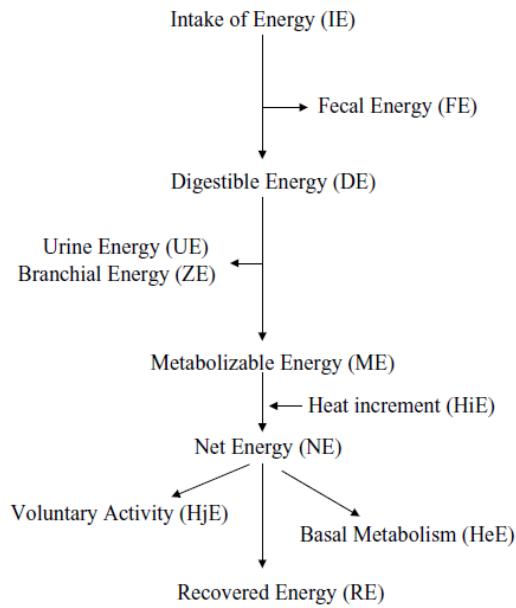 Intake of Energy (IE)
Fecal Energy (FE)
Digestible Energy (DE)
Urine Energy (UE)
Branchial Energy (ZE)
Metabolizable Energy (ME)
Heat increment (HiE)
Net Energy (NE)
Voluntary Activity (HjE)
Basal Metabolism (HeE)
Recovered Energy (RE)